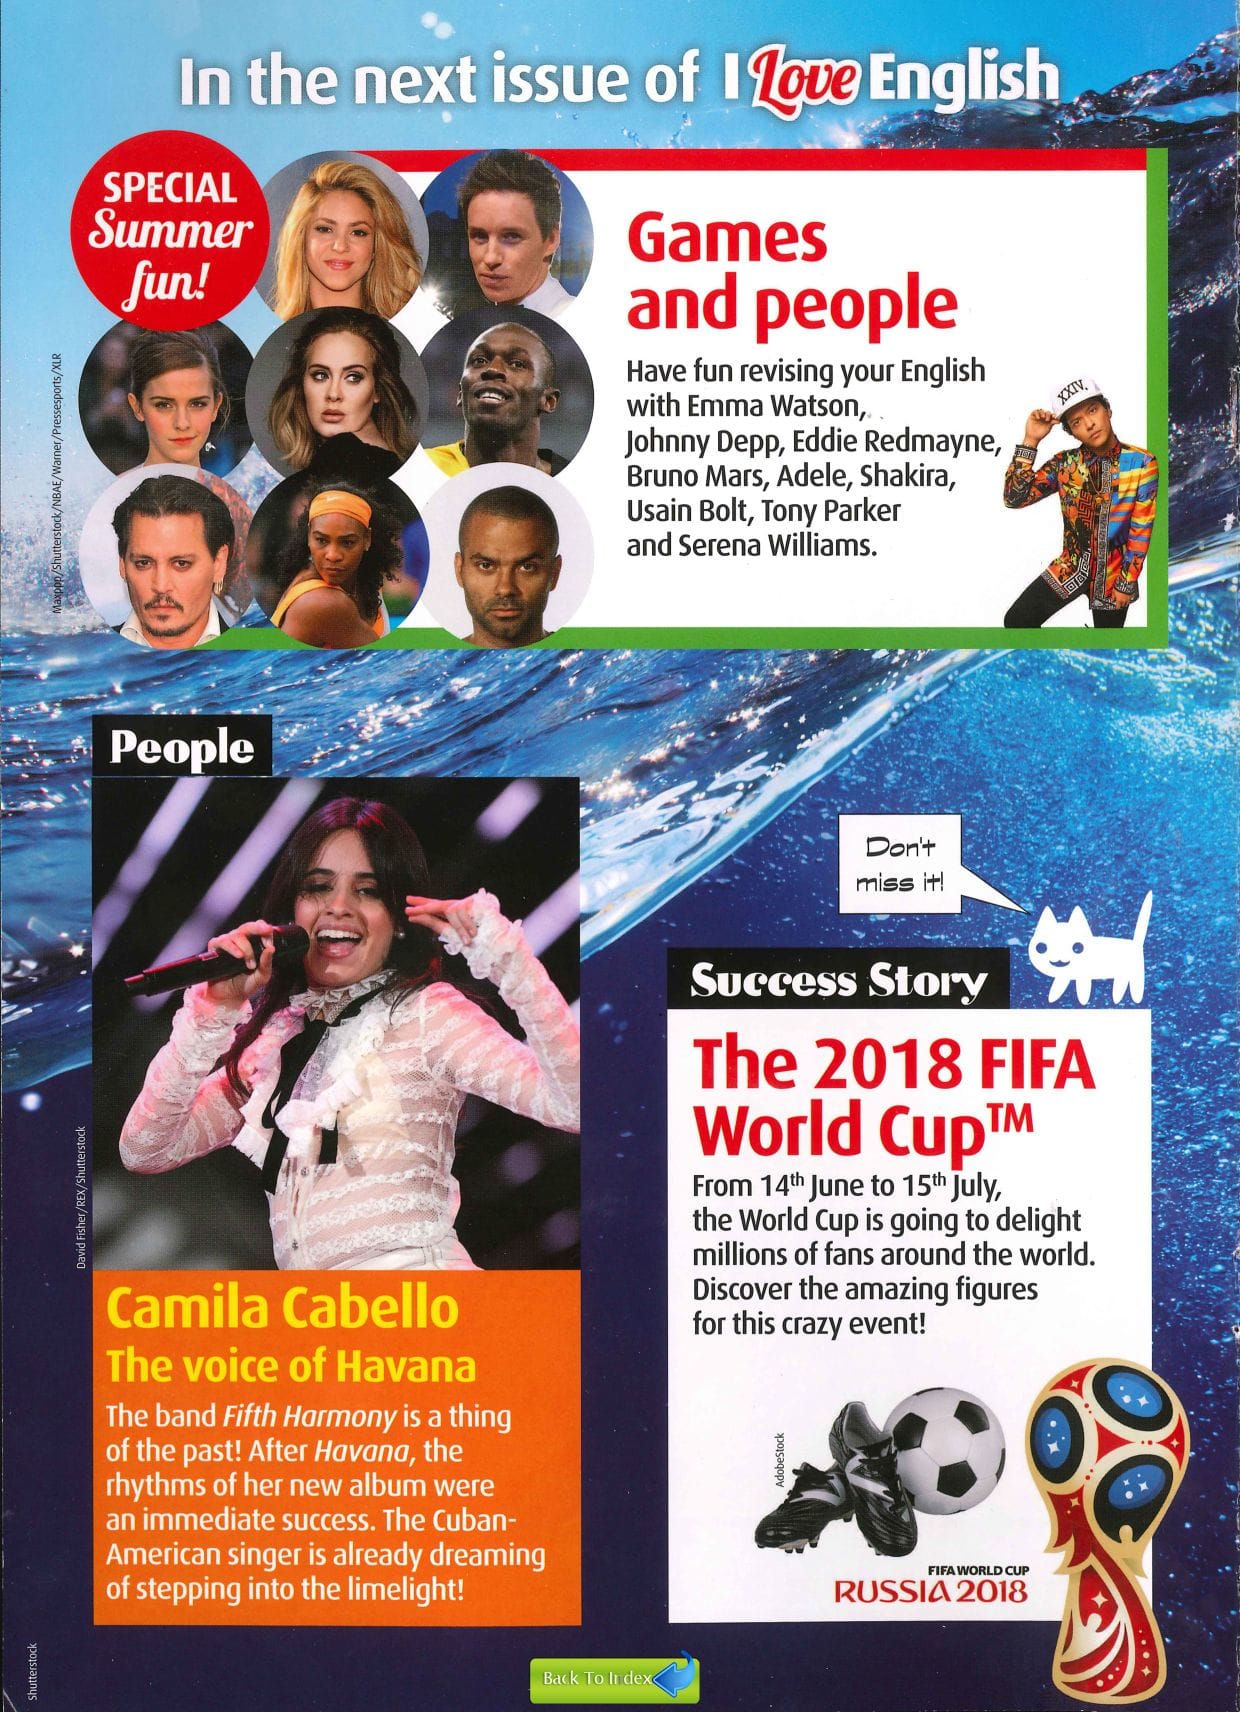 In the next issue of I Love English
SPECIAL
Summer
fun!
Games
and people
Have fun revising your English
with Emma Watson,
Johnny Depp, Eddie Redmayne,
Bruno Mars, Adele, Shakira,
Usain Bolt, Tony Parker
and Serena Williams.
XXIV.
Maxppp/Shutterstock/NBAE/Warner/Pressesports/XLR
People
David Fisher/REX/Shutterstock
Camila Cabello
The voice of Havana
The band Fifth Harmony is a thing
of the past! After Havana, the
rhythms of her new album were
an immediate success. The Cuban-
American singer is already dreaming
of stepping into the limelight!
Don't
miss it!
Success Story
The 2018 FIFA
World Cup™
From 14th June to 15th July,
the World Cup is going to delight
millions of fans around the world.
Discover the amazing figures
for this crazy event!
AdobeStock
FIFA WORLD CUP
RUSSIA 2018
Shutterstock
Back To Index